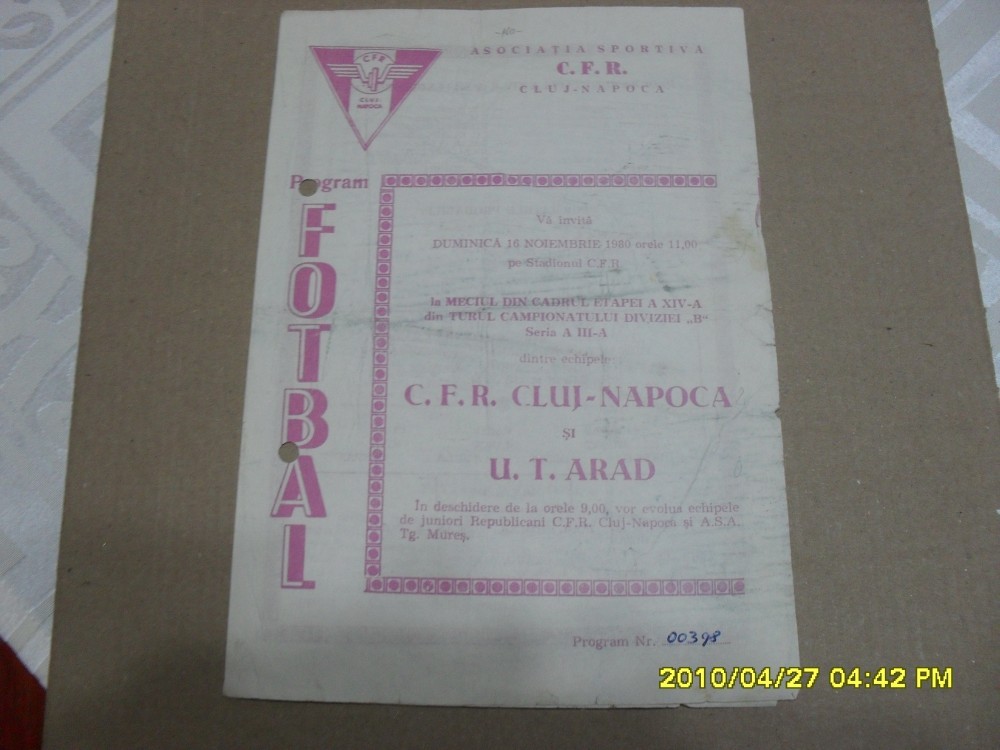 -60-
ASOCIAȚIA SPORTIVA
C. F. R.
CLUJ-NAPOCA
C F R
CLUJ-
NAPOCA
Program
FOTBAL
Vă invită
DUMINICĂ 16 NOIEMBRIE 1980 orele 11,00
pe Stadionul C.F.R.
la MECIUL DIN CADRUL ETAPEI A XIV-A
din TURUL CAMPIONATULUI DIVIZIEI „B"
Seria A III-A
dintre echipele:
C. F. R. CLUJ-NAPOCA
ȘI
U. T. ARAD
În deschidere de la orele 9,00, vor evolua echipele
de juniori Republicani C.F.R. Cluj-Napoca și A.S.A.
Tg. Mureș.
Program Nr. 00398
2010/04/27 04:42 PM